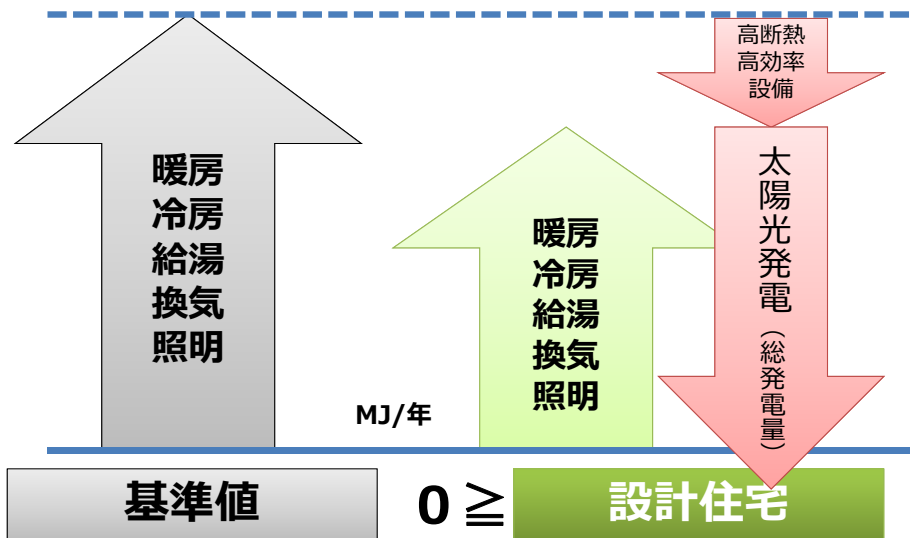 高断熱
高効率
設備
暖房
冷房
給湯
換気
照明
暖房
冷房
給湯
換気
照明
太陽光発電（総発電量）
MJ/年
基準値
0 ≧
設計住宅